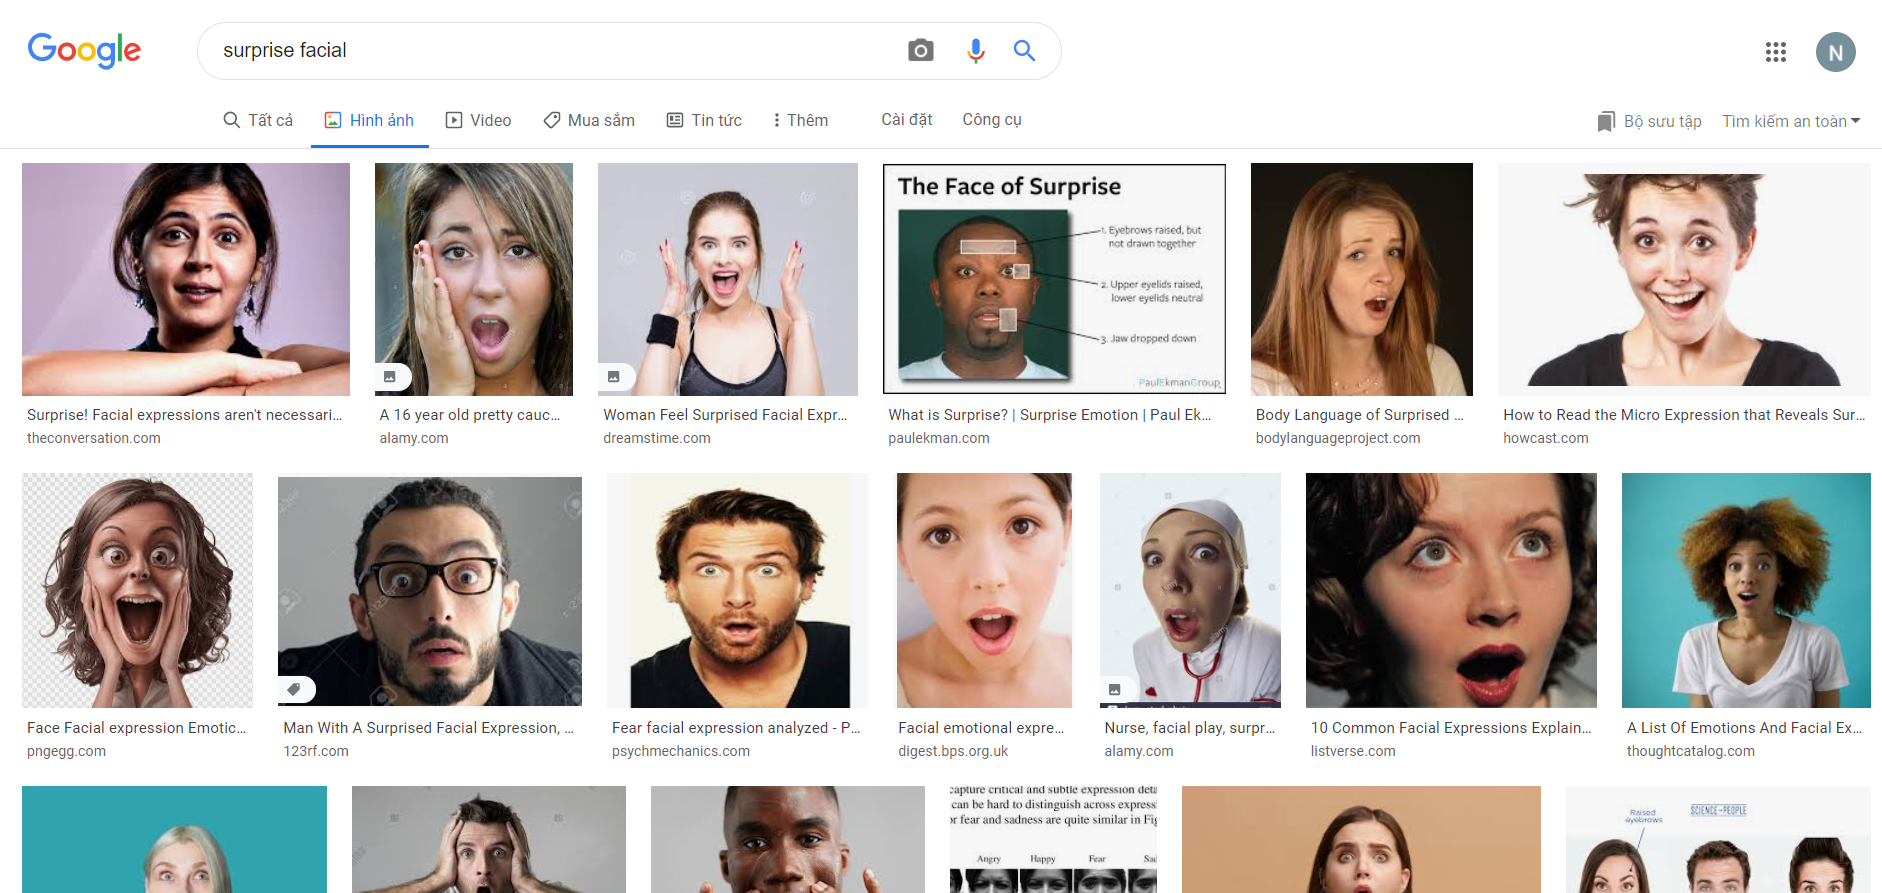 Google
surprise facial
N
Tất cả
Hình ảnh
Video
Mua sắm
Tin tức
Thêm
Cài đặt
Công cụ
Bộ sưu tập
Tìm kiếm an toàn
The Face of Surprise
1. Eyebrows raised, but
not drawn together
2. Upper eyelids raised,
lower eyelids neutral
3. Jaw dropped down
PaulEkmanGroup
Surprise! Facial expressions aren't necessari...
theconversation.com
A 16 year old pretty cauc...
alamy.com
Woman Feel Surprised Facial Expr...
dreamstime.com
What is Surprise? | Surprise Emotion | Paul Ek...
paulekman.com
Body Language of Surprised ...
bodylanguageproject.com
How to Read the Micro Expression that Reveals Sur...
howcast.com
Face Facial expression Emotic...
pngegg.com
Man With A Surprised Facial Expression, ...
123rf.com
Fear facial expression analyzed - P...
psychmechanics.com
Facial emotional expre...
digest.bps.org.uk
Nurse, facial play, surpr...
alamy.com
10 Common Facial Expressions Explain...
listverse.com
A List Of Emotions And Facial Ex...
thoughtcatalog.com
capture critical and subtle expression deta
can be hard to distinguish across express
or fear and sadness are quite similar in Fig
Angry Happy Fear Sad
Raised
eyebrows
SCIENCE of PEOPLE